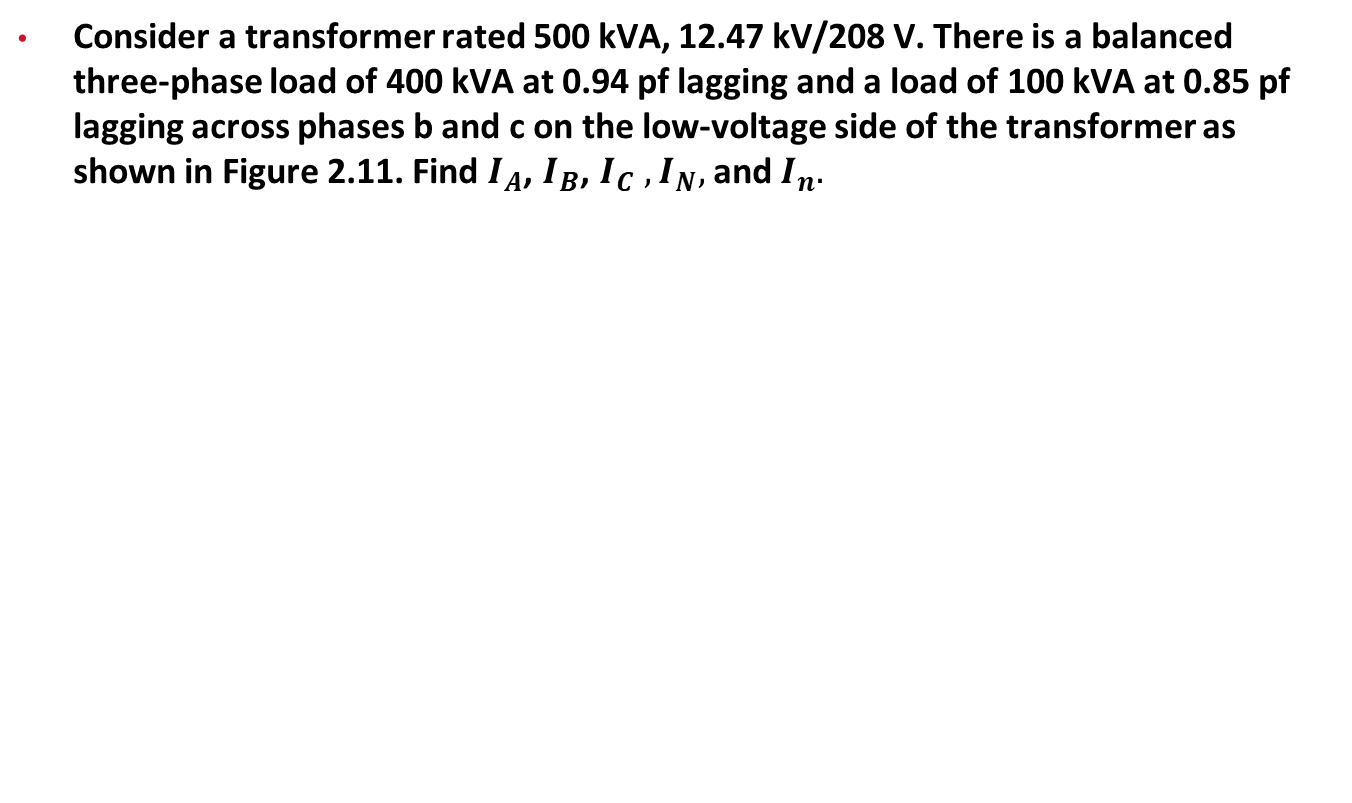 • Consider a transformer rated 500 kVA, 12.47 kV/208 V. There is a balanced
three-phase load of 400 kVA at 0.94 pf lagging and a load of 100 kVA at 0.85 pf
lagging across phases b and c on the low-voltage side of the transformer as
shown in Figure 2.11. Find I_A, I_B, I_C , I_N, and I_n.